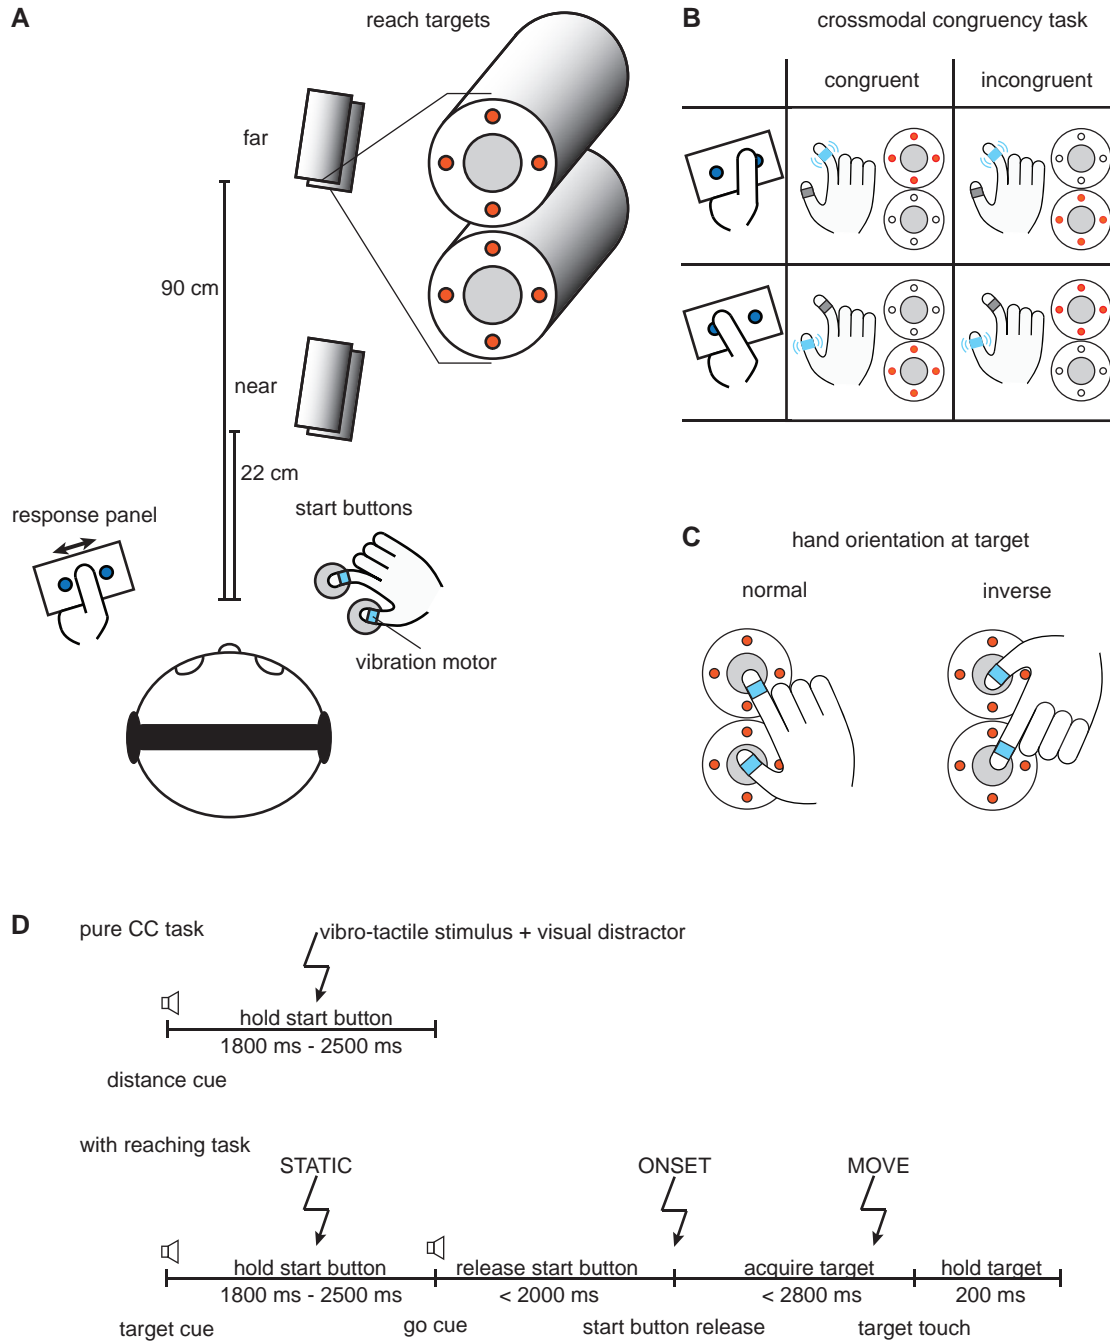 A
reach targets
far
90 cm
near
22 cm
response panel
start buttons
vibration motor
B
crossmodal congruency task
congruent
incongruent
C
hand orientation at target
normal
inverse
D
pure CC task
vibro-tactile stimulus + visual distractor
hold start button
1800 ms - 2500 ms
distance cue
with reaching task
STATIC
ONSET
MOVE
hold start button
release start button
acquire target
hold target
1800 ms - 2500 ms
< 2000 ms
< 2800 ms
200 ms
target cue
go cue
start button release
target touch